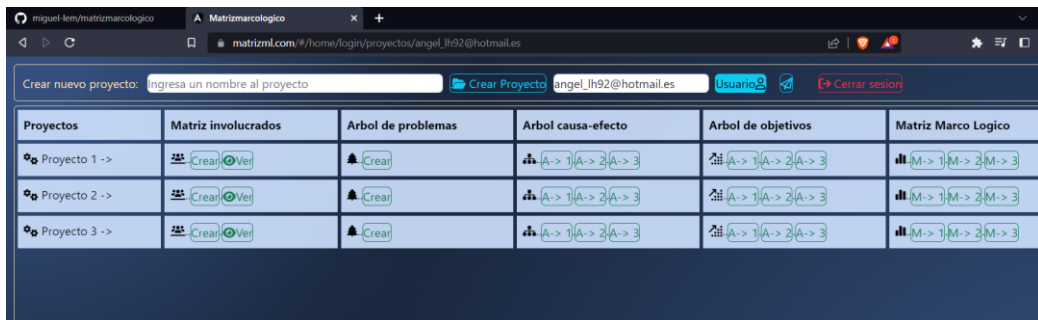 miguel-lem/matrizmarcologico Matrizmarcologico
matrizml.com/#/home/login/proyectos/angel_lh92@hotmail.es
Crear nuevo proyecto: Ingresa un nombre al proyecto Crear Proyecto angel_lh92@hotmail.es Usuario Cerrar sesion
Proyectos Matriz involucrados Arbol de problemas Arbol causa-efecto Arbol de objetivos Matriz Marco Logico
Proyecto 1 -> Crear Ver Crear A-> 1 A-> 2 A-> 3 A-> 1 A-> 2 A-> 3 M-> 1 M-> 2 M-> 3
Proyecto 2 -> Crear Ver Crear A-> 1 A-> 2 A-> 3 A-> 1 A-> 2 A-> 3 M-> 1 M-> 2 M-> 3
Proyecto 3 -> Crear Ver Crear A-> 1 A-> 2 A-> 3 A-> 1 A-> 2 A-> 3 M-> 1 M-> 2 M-> 3